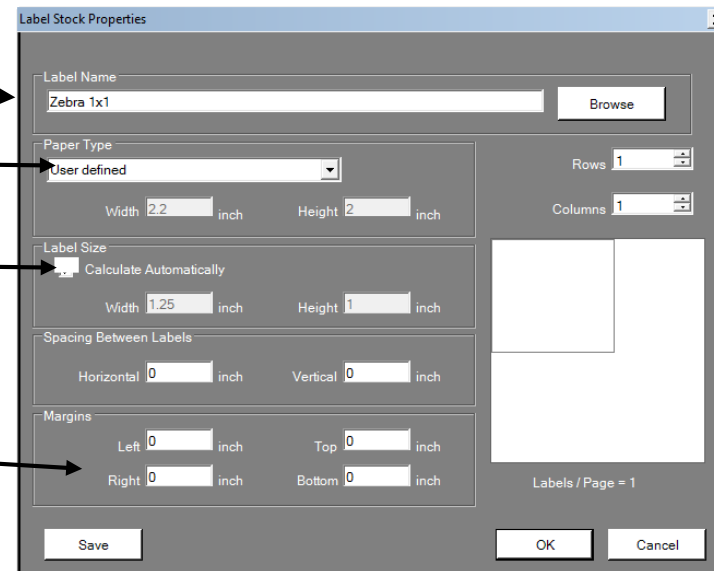 Label Stock Properties
Label Name
Zebra 1x1
Browse
Paper Type
User defined
Rows 1
Width 2.2 inch Height 2 inch
Columns 1
Label Size
Calculate Automatically
Width 1.25 inch Height 1 inch
Spacing Between Labels
Horizontal 0 inch Vertical 0 inch
Margins
Left 0 inch Top 0 inch
Right 0 inch Bottom 0 inch
Labels / Page = 1
Save OK Cancel